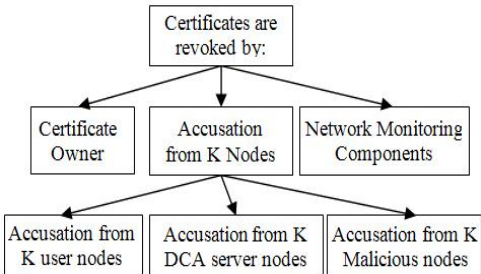 Certificates are
revoked by:
Certificate
Owner
Accusation
from K Nodes
Network Monitoring
Components
Accusation from
K user nodes
Accusation from K
DCA server nodes
Accusation from K
Malicious nodes